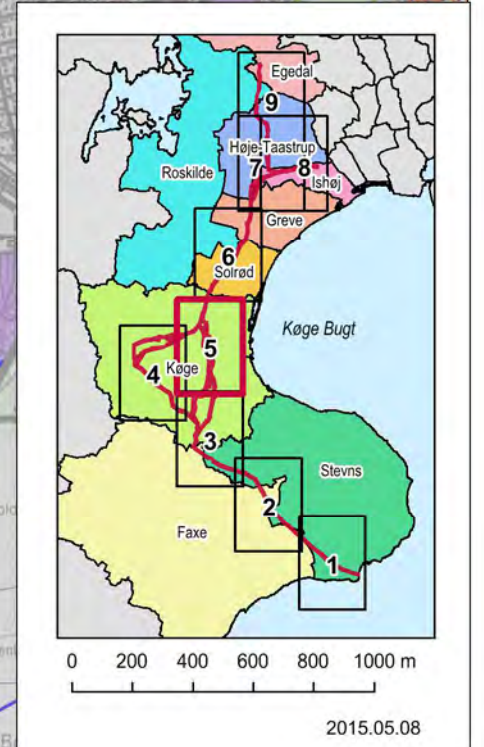 Egedal
9
Høje-Taastrup
Roskilde
7
8
Ishøj
Greve
6
Solrød
Køge Bugt
5
Køge
4
3
Stevns
2
Faxe
1
0 200 400 600 800 1000 m
2015.05.08